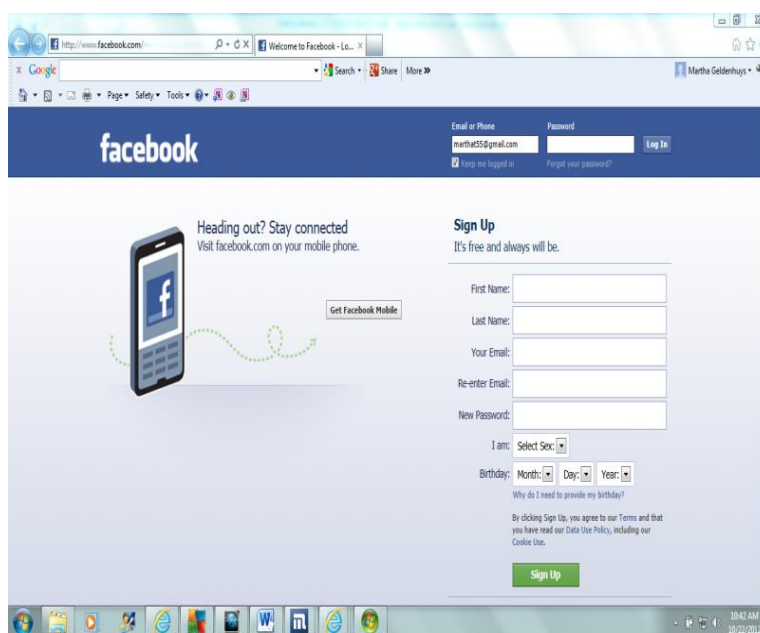 http://www.facebook.com/
Welcome to Facebook - Lo...
x Google
Search
Share
More »
Martha Geldenhuys
Page
Safety
Tools
facebook
Email or Phone
Password
marthat55@gmail.com
Log In
Keep me logged in
Forgot your password?
Heading out? Stay connected
Visit facebook.com on your mobile phone.
Get Facebook Mobile
Sign Up
It's free and always will be.
First Name:
Last Name:
Your Email:
Re-enter Email:
New Password:
I am: Select Sex:
Birthday: Month: Day: Year:
Why do I need to provide my birthday?
By clicking Sign Up, you agree to our Terms and that
you have read our Data Use Policy, including our
Cookie Use.
Sign Up
10:42 AM